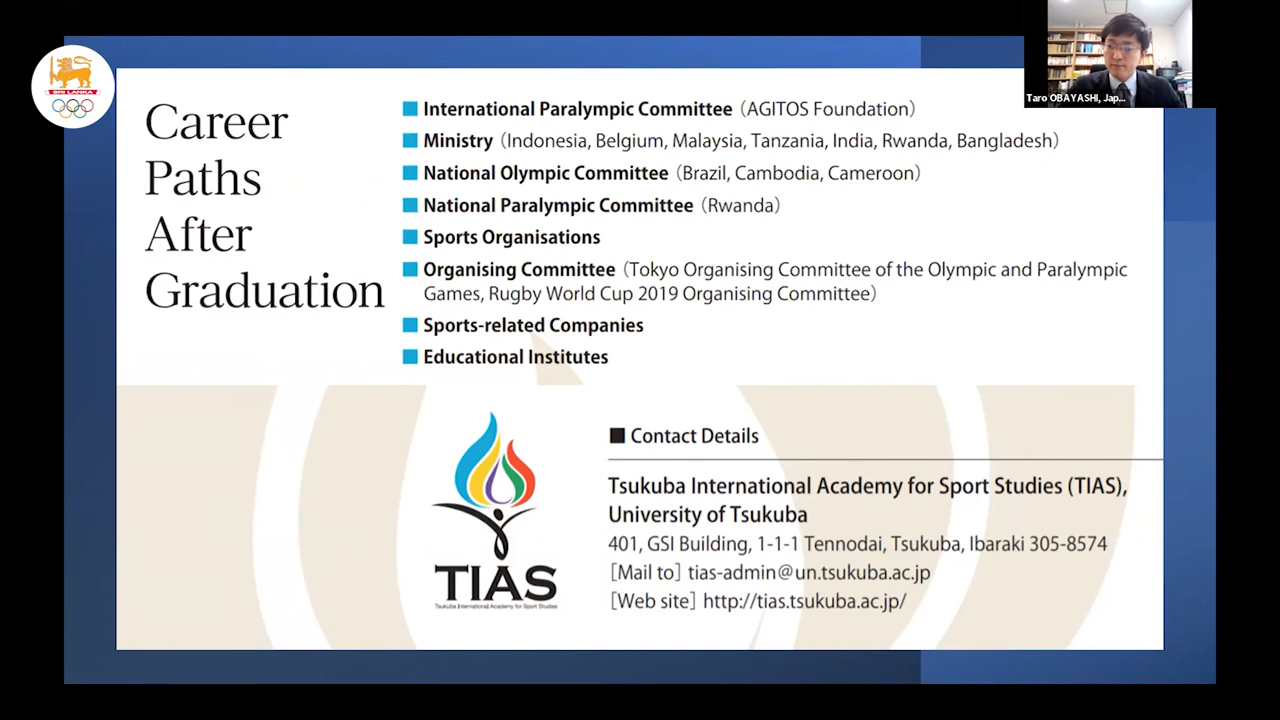 SRI LANKA
Taro OBAYASHI, Jap...
Career
Paths
After
Graduation
■ International Paralympic Committee（AGITOS Foundation）
■ Ministry（Indonesia, Belgium, Malaysia, Tanzania, India, Rwanda, Bangladesh）
■ National Olympic Committee（Brazil, Cambodia, Cameroon）
■ National Paralympic Committee（Rwanda）
■ Sports Organisations
■ Organising Committee（Tokyo Organising Committee of the Olympic and Paralympic
Games, Rugby World Cup 2019 Organising Committee）
■ Sports-related Companies
■ Educational Institutes
TIAS
Tsukuba International Academy for Sport Studies
■ Contact Details
Tsukuba International Academy for Sport Studies (TIAS),
University of Tsukuba
401, GSI Building, 1-1-1 Tennodai, Tsukuba, Ibaraki 305-8574
［Mail to］tias-admin@un.tsukuba.ac.jp
［Web site］http://tias.tsukuba.ac.jp/